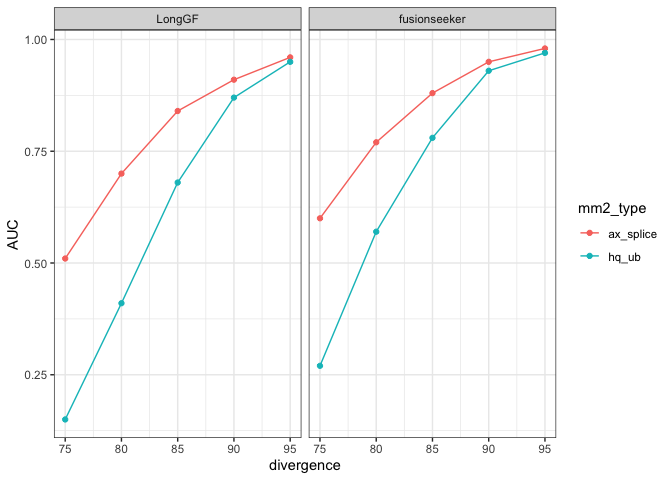 LongGF
fusionseeker
1.00
0.75
0.50
0.25
AUC
75 80 85 90 95
75 80 85 90 95
divergence
mm2_type
ax_splice
hq_ub